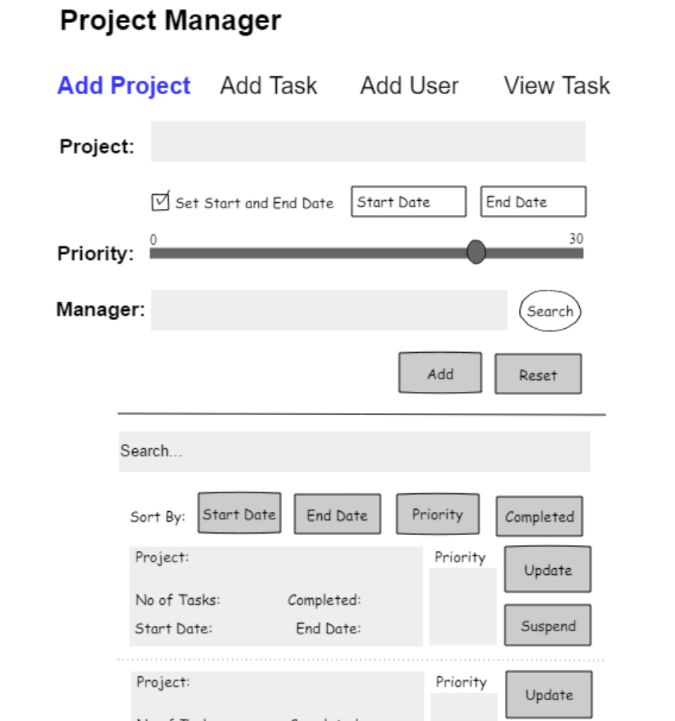 Project Manager
Add Project Add Task Add User View Task
Project:
Set Start and End Date Start Date End Date
0 30
Priority:
Manager: Search
Add Reset
Search...
Sort By: Start Date End Date Priority Completed
Project: Priority Update
No of Tasks: Completed:
Start Date: End Date: Suspend
Project: Priority Update